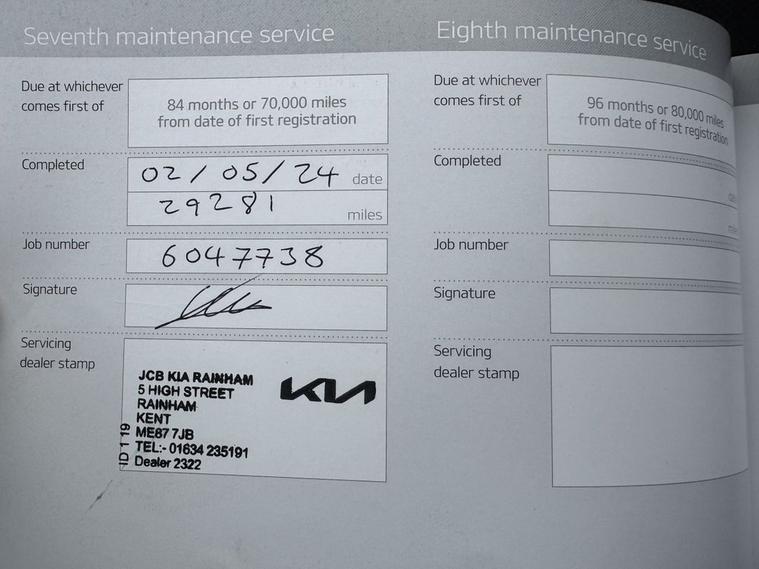 Seventh maintenance service
Due at whichever
comes first of
84 months or 70,000 miles
from date of first registration
Completed
02/05/24 date
29281 miles
Job number
6047738
Signature
Servicing
dealer stamp
JCB KIA RAINHAM
5 HIGH STREET
RAINHAM
KENT
ME87 7JB
TEL:- 01634 235191
Dealer 2322
ID 1 19
KIA
Eighth maintenance service
Due at whichever
comes first of
96 months or 80,000 miles
from date of first registration
Completed
Job number
Signature
Servicing
dealer stamp